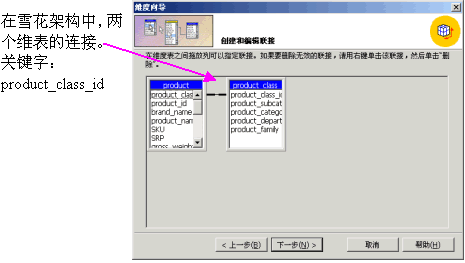 在雪花架构中，两
个维表的连接。
关键字：
product_class_id
维度向导
创建和编辑联接
在维度表之间拖放列可以指定联接。如果要删除无效的联接，请用右键单击该联接，然后单击"删
除"。
product
product_clas
product_id
brand_name
product_nam
SKU
SRP
gross_weight
product_class
product_class_id
product_subcat
product_catego
product_depart
product_family
< 上一步(B)
下一步(N) >
取消
帮助(H)